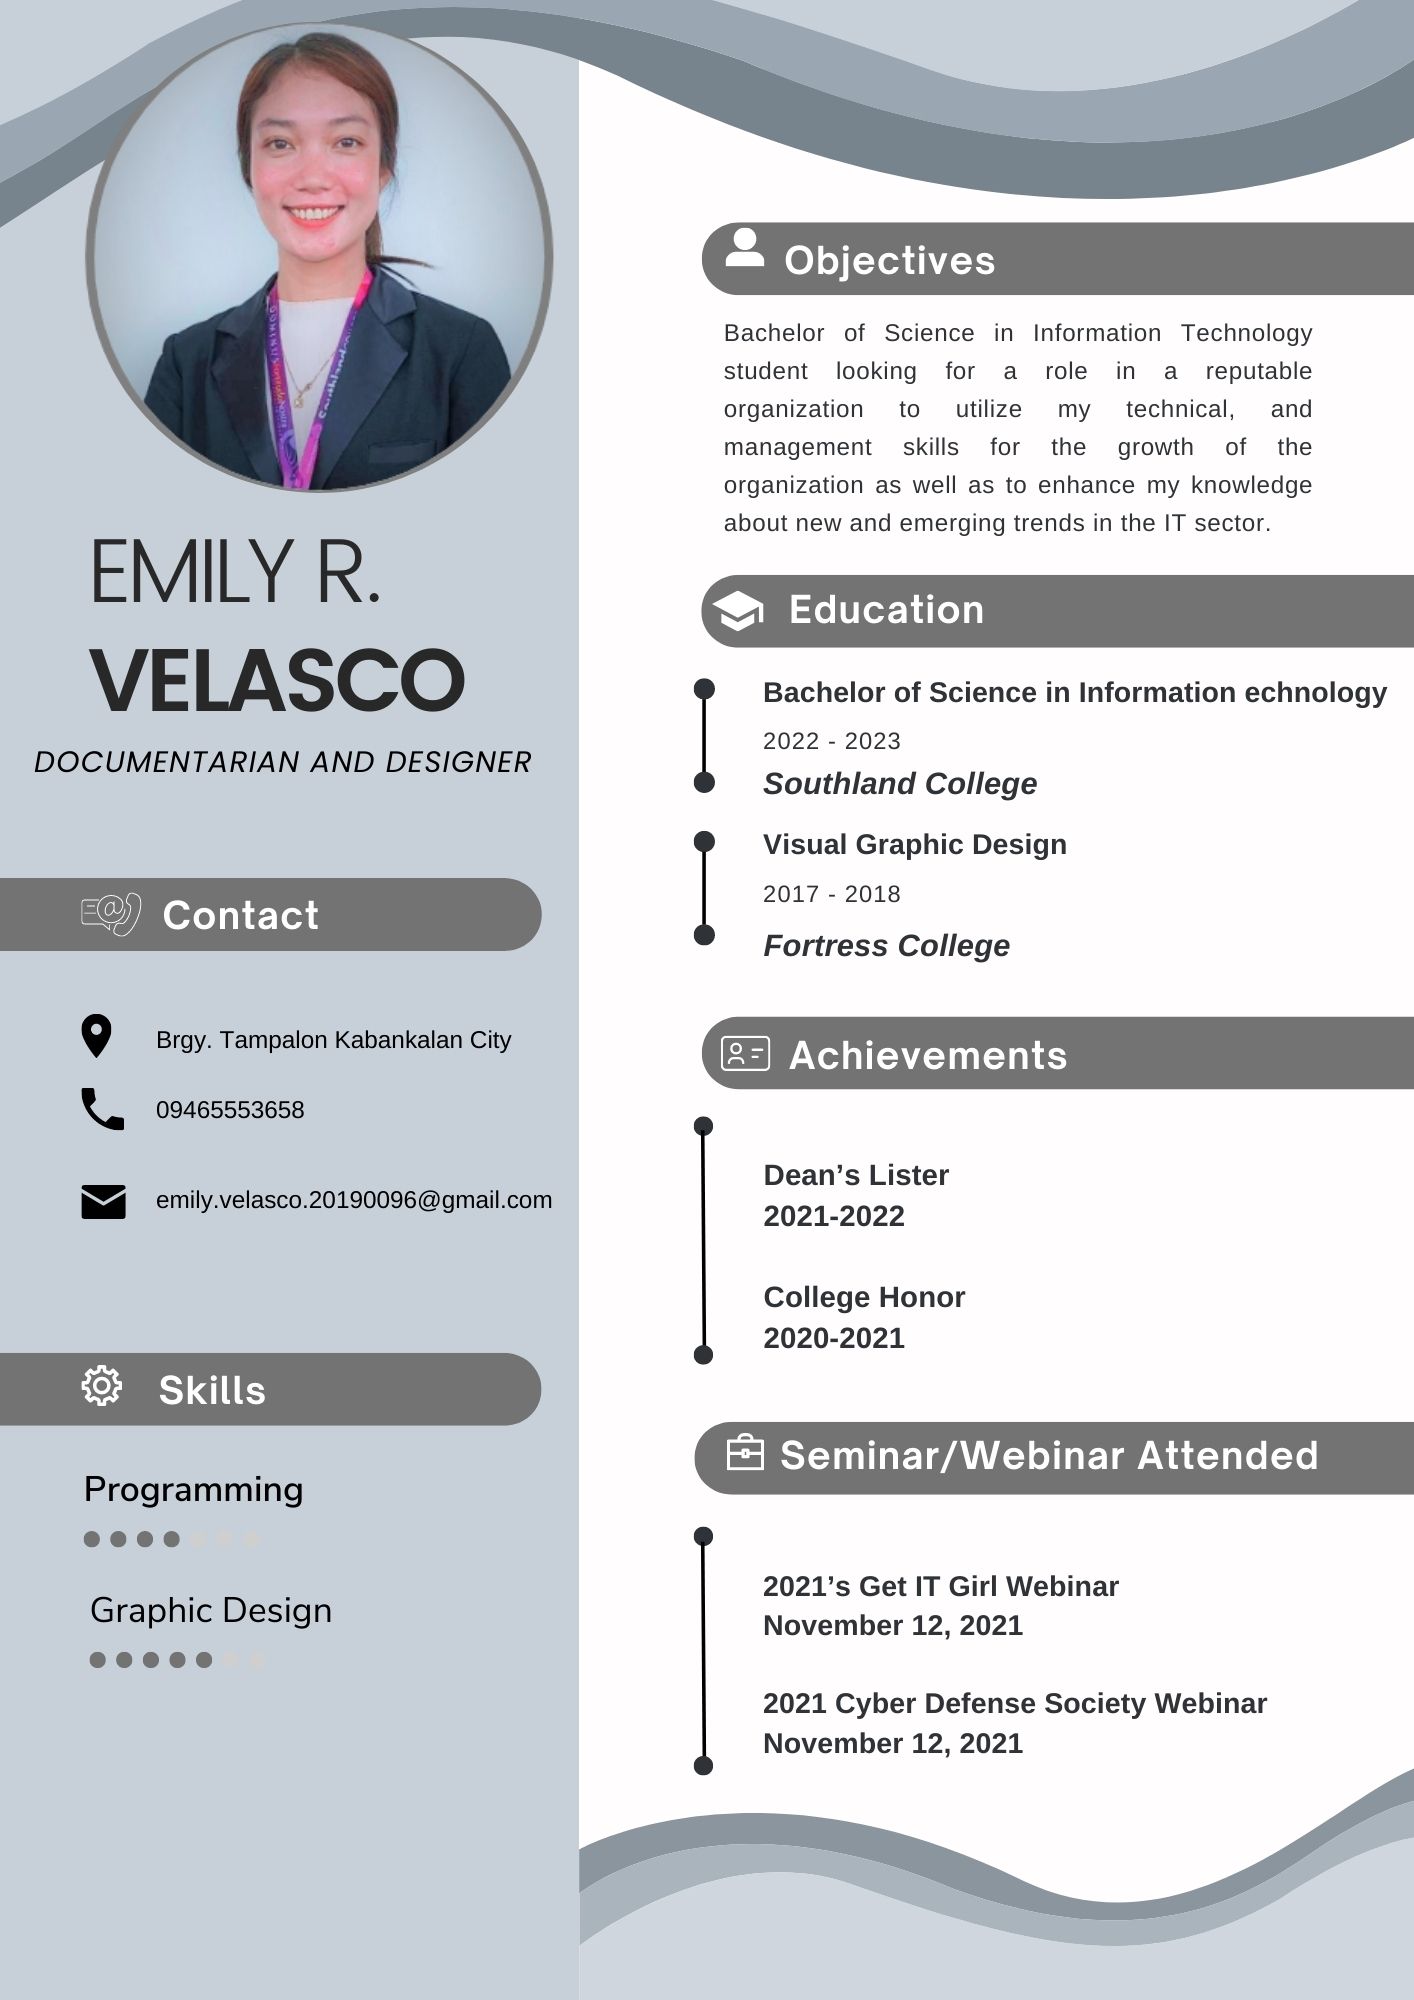 EMILY R.
VELASCO
DOCUMENTARIAN AND DESIGNER
Contact
Brgy. Tampalon Kabankalan City
09465553658
emily.velasco.20190096@gmail.com
Skills
Programming
Graphic Design
Objectives
Bachelor of Science in Information Technology
student looking for a role in a reputable
organization to utilize my technical, and
management skills for the growth of the
organization as well as to enhance my knowledge
about new and emerging trends in the IT sector.
Education
Bachelor of Science in Information echnology
2022 - 2023
Southland College
Visual Graphic Design
2017 - 2018
Fortress College
Achievements
Dean’s Lister
2021-2022
College Honor
2020-2021
Seminar/Webinar Attended
2021’s Get IT Girl Webinar
November 12, 2021
2021 Cyber Defense Society Webinar
November 12, 2021